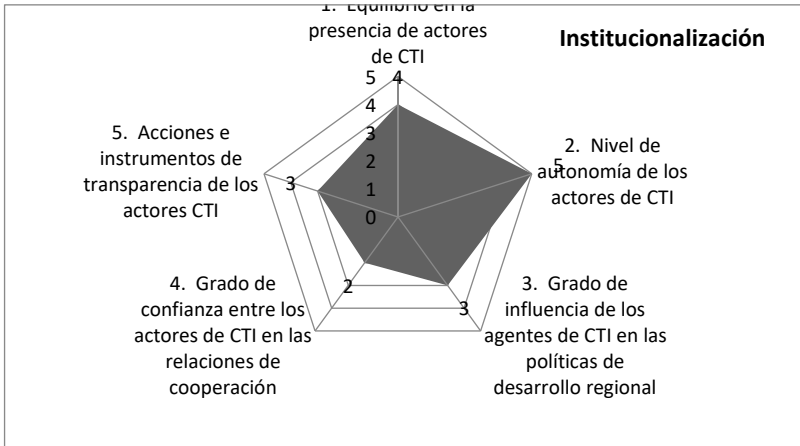 1. Equilibrio en la
presencia de actores
de CTI
Institucionalización
5
4
4
3
2
1
0
2. Nivel de
autonomía de los
actores de CTI
5
3. Grado de
influencia de los
agentes de CTI en las
políticas de
desarrollo regional
3
4. Grado de
confianza entre los
actores de CTI en las
relaciones de
cooperación
2
5. Acciones e
instrumentos de
transparencia de los
actores CTI
3